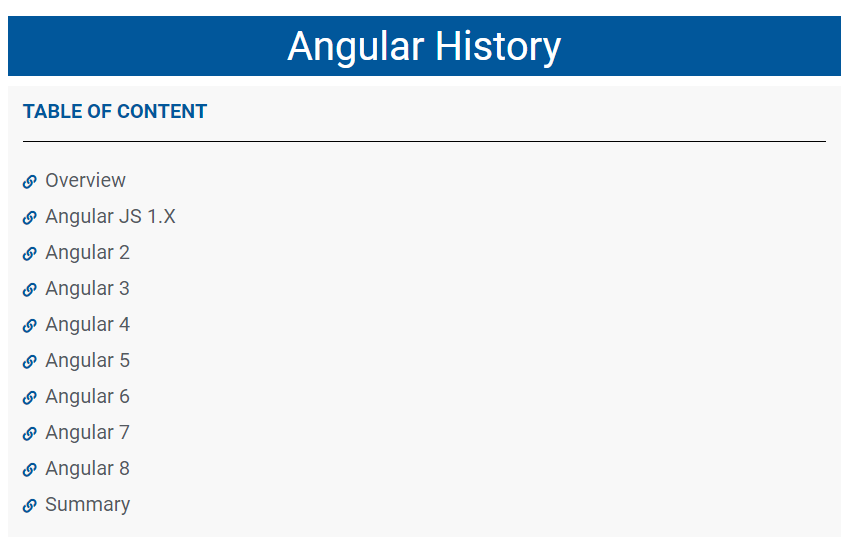 Angular History
TABLE OF CONTENT
Overview
Angular JS 1.X
Angular 2
Angular 3
Angular 4
Angular 5
Angular 6
Angular 7
Angular 8
Summary